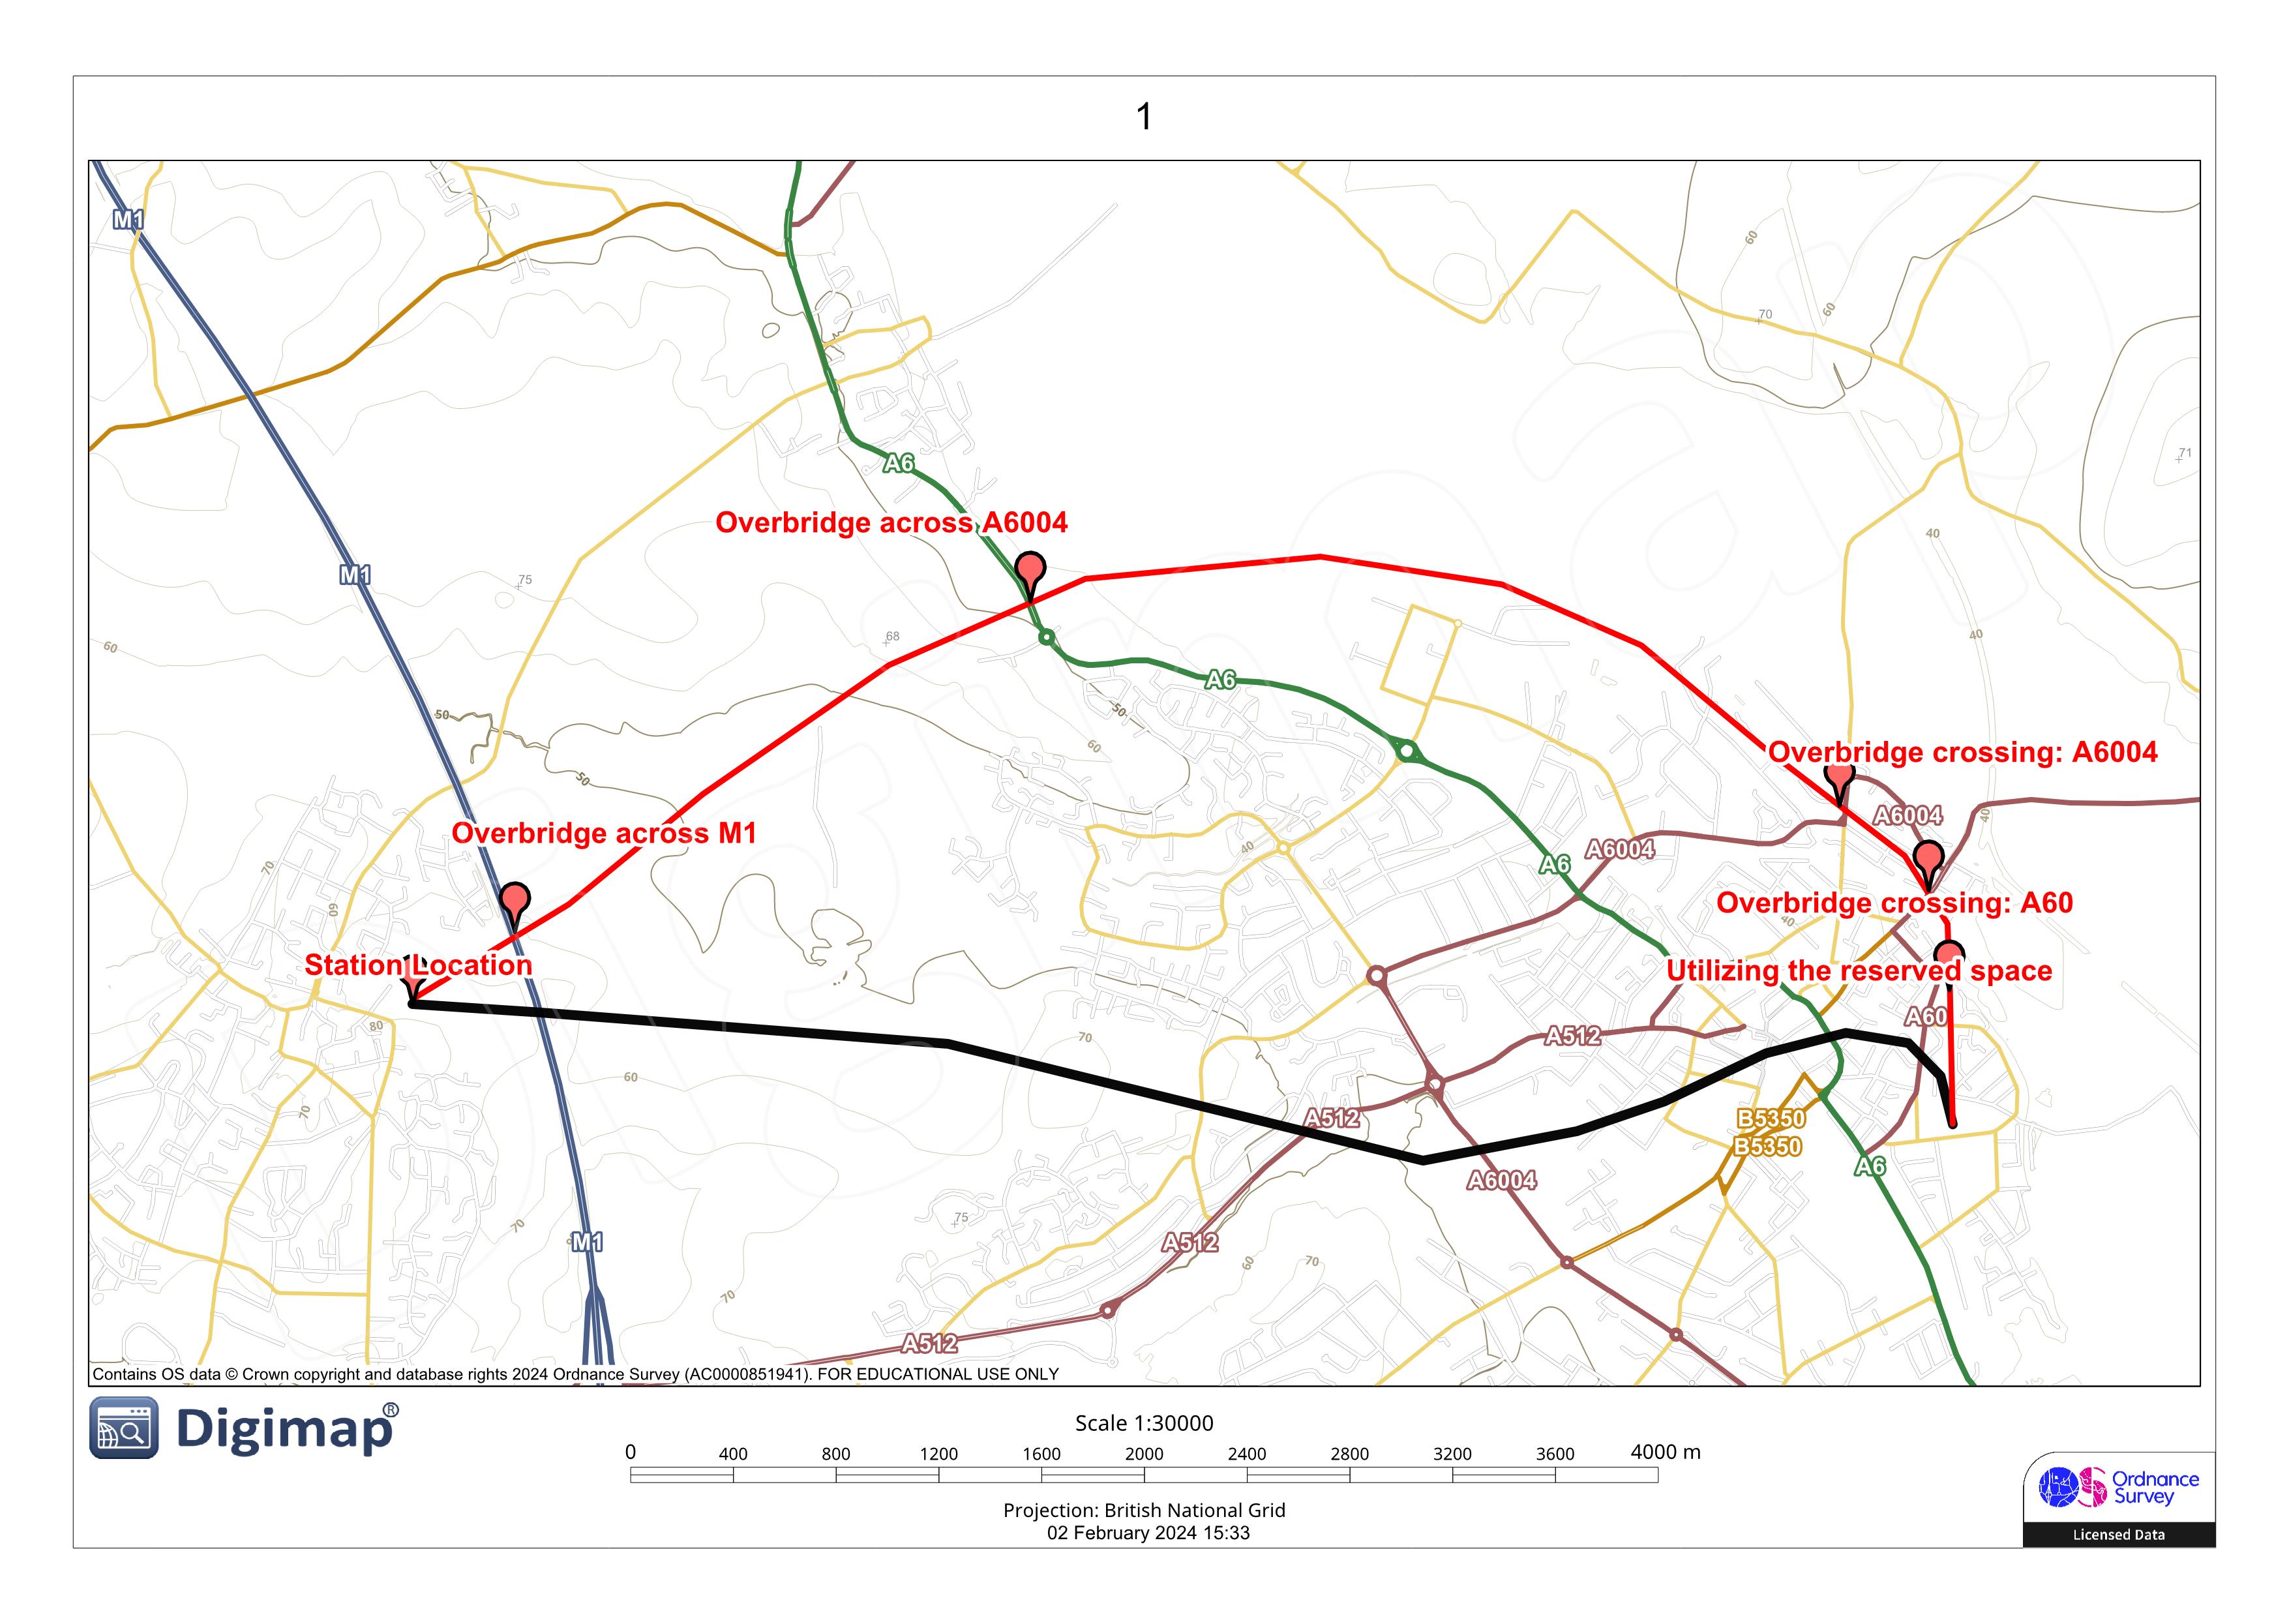 1
M1
60
70
60
A6
71
Overbridge across A6004
40
M1
75
68
40
60
A6
50
50
60
50
Overbridge crossing: A6004
A6004
40
Overbridge across M1
40
A6004
A6
70
60
Overbridge crossing: A60
40
Station Location
Utilizing the reserved space
A60
80
70
A512
60
70
A512
B5350
B5350
A6
A6004
75
70
M1
A512
60
70
70
A512
Contains OS data © Crown copyright and database rights 2024 Ordnance Survey (AC0000851941). FOR EDUCATIONAL USE ONLY
Digimap®
Scale 1:30000
0 400 800 1200 1600 2000 2400 2800 3200 3600 4000 m
Projection: British National Grid
02 February 2024 15:33
Ordnance
Survey
Licensed Data